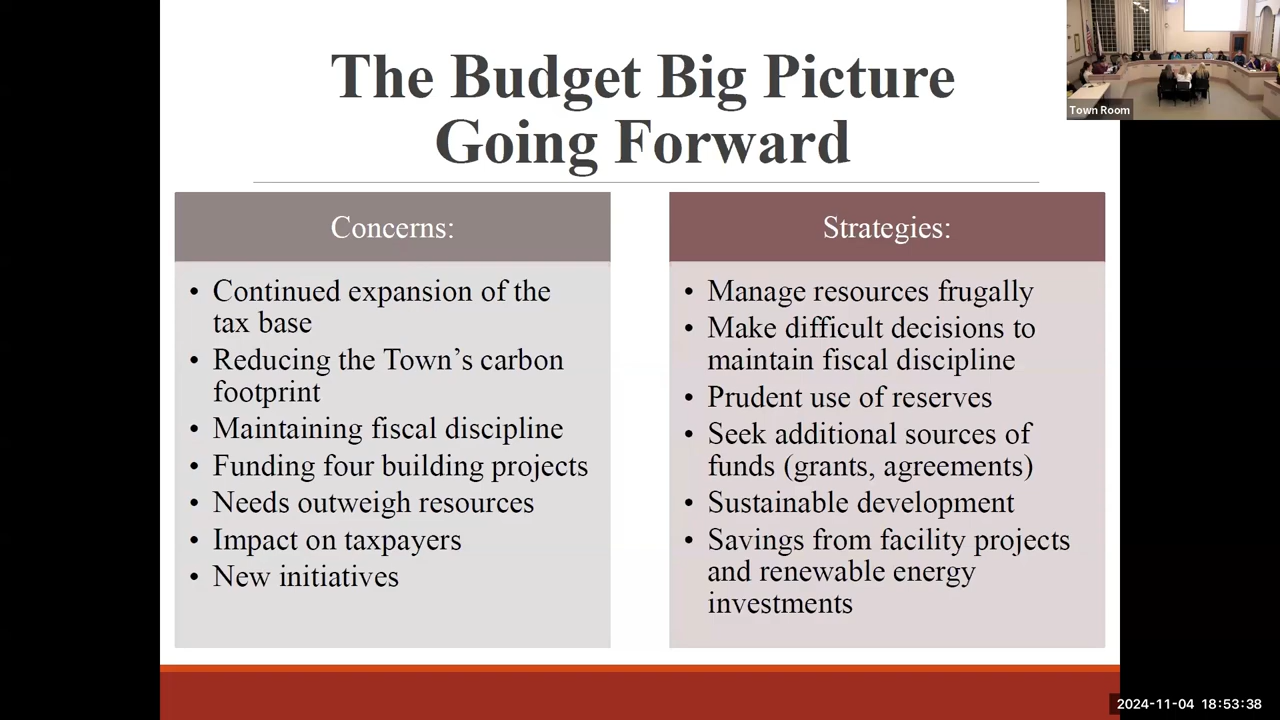 The Budget Big Picture
Going Forward
Town Room
Concerns:
• Continued expansion of the
tax base
• Reducing the Town’s carbon
footprint
• Maintaining fiscal discipline
• Funding four building projects
• Needs outweigh resources
• Impact on taxpayers
• New initiatives
Strategies:
• Manage resources frugally
• Make difficult decisions to
maintain fiscal discipline
• Prudent use of reserves
• Seek additional sources of
funds (grants, agreements)
• Sustainable development
• Savings from facility projects
and renewable energy
investments
2024-11-04 18:53:38